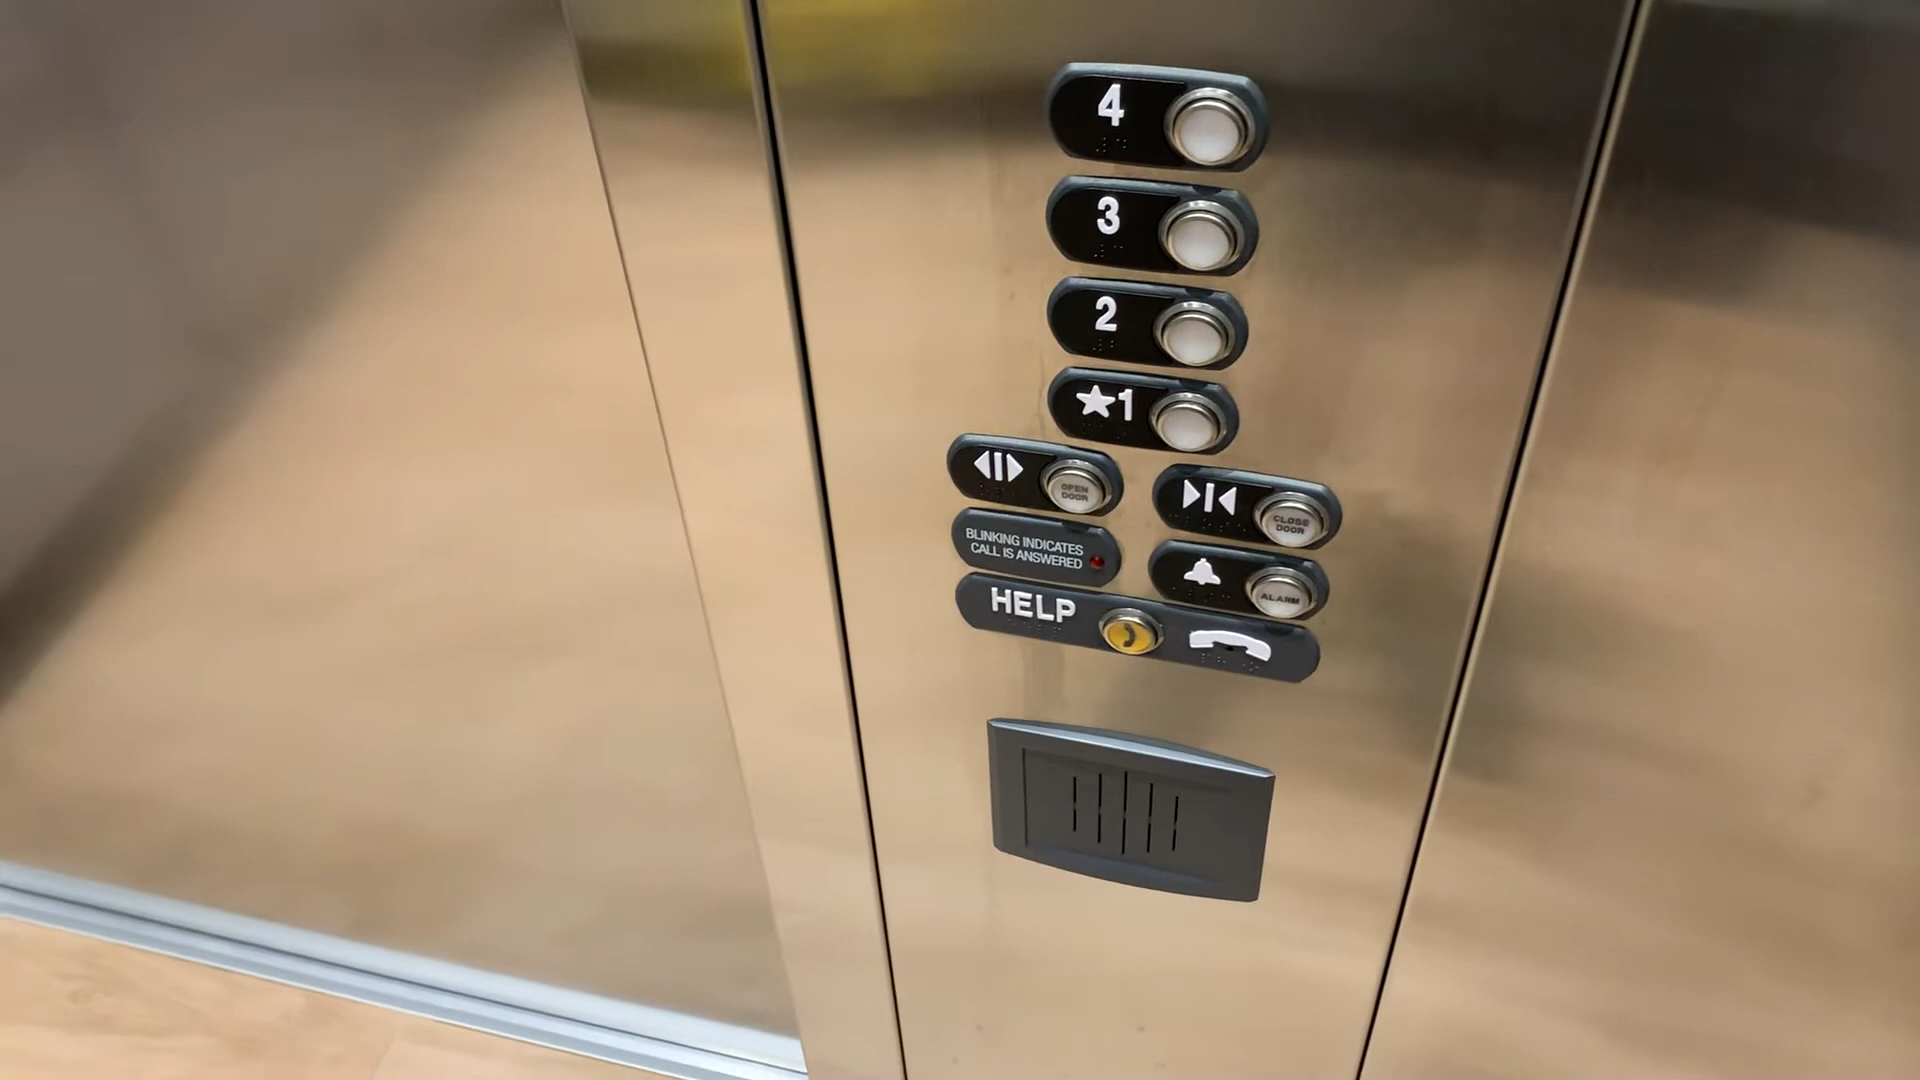 4
3
2
★1
OPEN
DOOR
CLOSE
DOOR
BLINKING INDICATES
CALL IS ANSWERED
ALARM
HELP